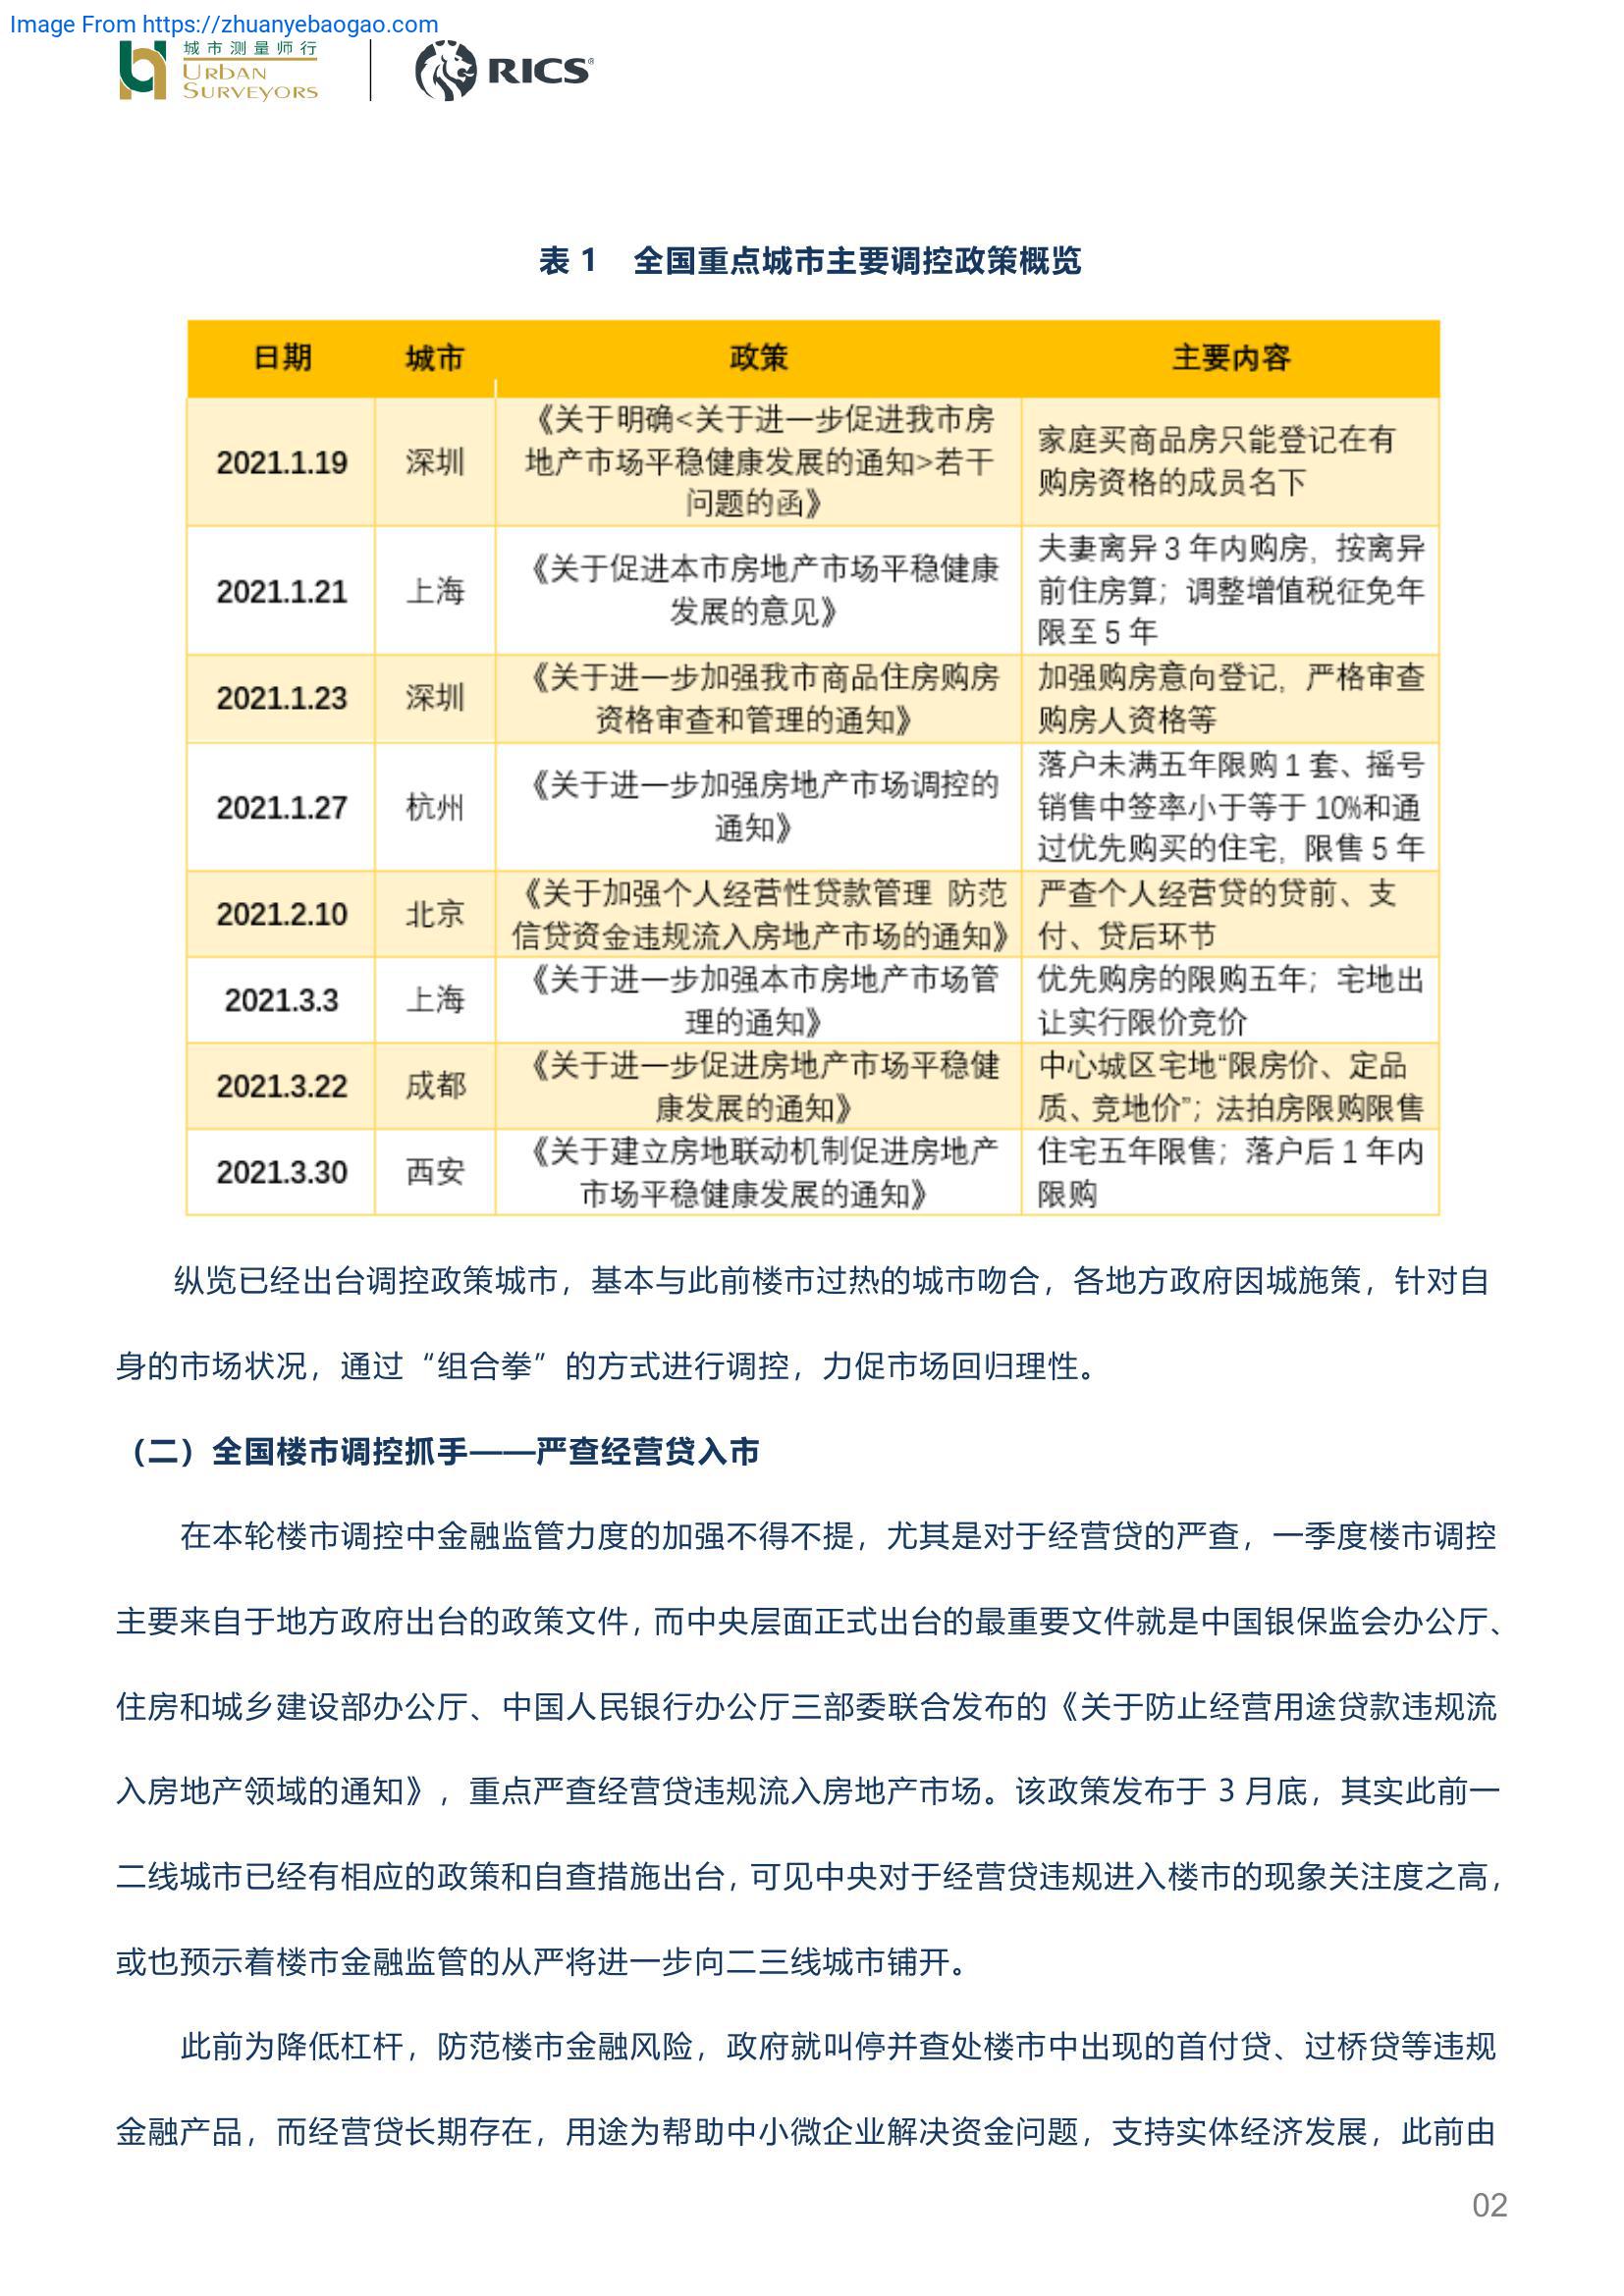 Image From https://zhuanyebaogao.com
城市测量师行
URBAN
SURVEYORS
RICS®
表 1 全国重点城市主要调控政策概览
日期 城市 政策 主要内容
2021.1.19 深圳
《关于明确<关于进一步促进我市房
地产市场平稳健康发展的通知>若干
问题的函》
家庭买商品房只能登记在有
购房资格的成员名下
2021.1.21 上海
《关于促进本市房地产市场平稳健康
发展的意见》
夫妻离异 3 年内购房，按离异
前住房算；调整增值税征免年
限至 5 年
2021.1.23 深圳
《关于进一步加强我市商品住房购房
资格审查和管理的通知》
加强购房意向登记，严格审查
购房人资格等
2021.1.27 杭州
《关于进一步加强房地产市场调控的
通知》
落户未满五年限购 1 套、摇号
销售中签率小于等于 10%和通
过优先购买的住宅，限售 5 年
2021.2.10 北京
《关于加强个人经营性贷款管理 防范
信贷资金违规流入房地产市场的通知》
严查个人经营贷的贷前、支
付、贷后环节
2021.3.3 上海
《关于进一步加强本市房地产市场管
理的通知》
优先购房的限购五年；宅地出
让实行限价竞价
2021.3.22 成都
《关于进一步促进房地产市场平稳健
康发展的通知》
中心城区宅地“限房价、定品
质、竞地价”；法拍房限购限售
2021.3.30 西安
《关于建立房地联动机制促进房地产
市场平稳健康发展的通知》
住宅五年限售；落户后 1 年内
限购
纵览已经出台调控政策城市，基本与此前楼市过热的城市吻合，各地方政府因城施策，针对自
身的市场状况，通过“组合拳”的方式进行调控，力促市场回归理性。
（二）全国楼市调控抓手——严查经营贷入市
在本轮楼市调控中金融监管力度的加强不得不提，尤其是对于经营贷的严查，一季度楼市调控
主要来自于地方政府出台的政策文件，而中央层面正式出台的最重要文件就是中国银保监会办公厅、
住房和城乡建设部办公厅、中国人民银行办公厅三部委联合发布的《关于防止经营用途贷款违规流
入房地产领域的通知》，重点严查经营贷违规流入房地产市场。该政策发布于 3 月底，其实此前一
二线城市已经有相应的政策和自查措施出台，可见中央对于经营贷违规进入楼市的现象关注度之高，
或也预示着楼市金融监管的从严将进一步向二三线城市铺开。
此前为降低杠杆，防范楼市金融风险，政府就叫停并查处楼市中出现的首付贷、过桥贷等违规
金融产品，而经营贷长期存在，用途为帮助中小微企业解决资金问题，支持实体经济发展，此前由
02